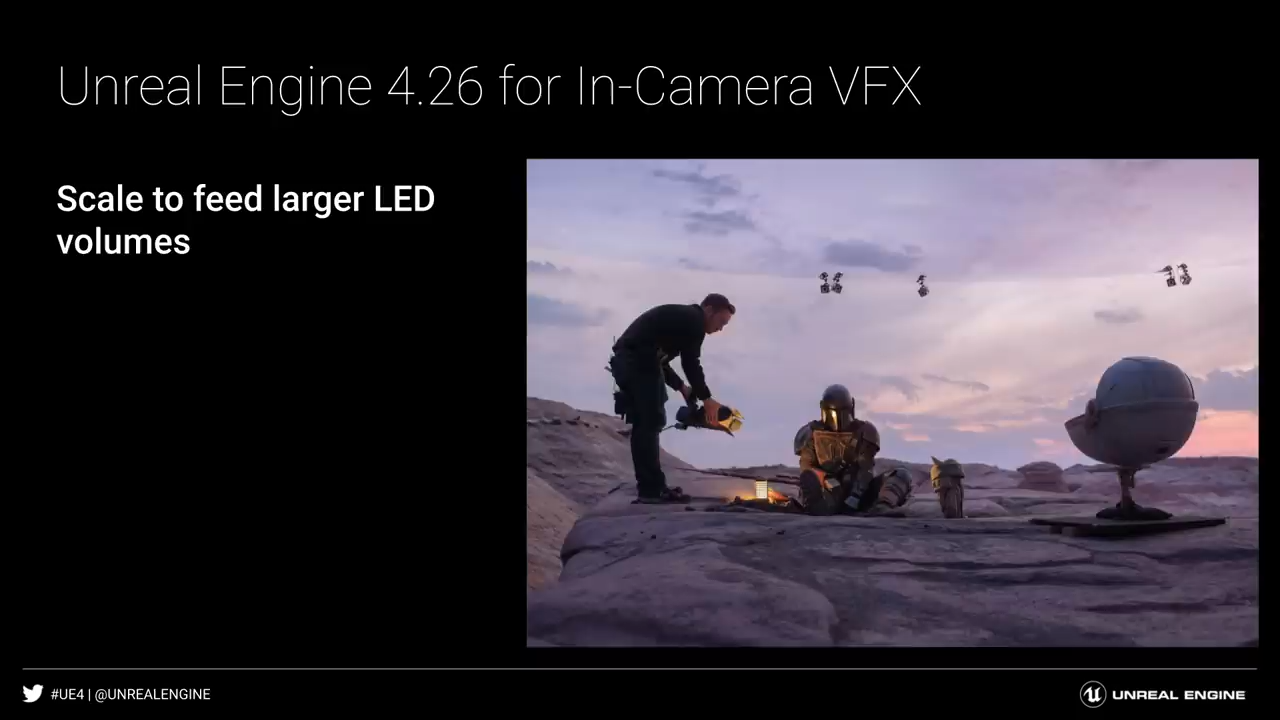 Unreal Engine 4.26 for In-Camera VFX
Scale to feed larger LED
volumes
#UE4 | @UNREALENGINE
UNREAL ENGINE